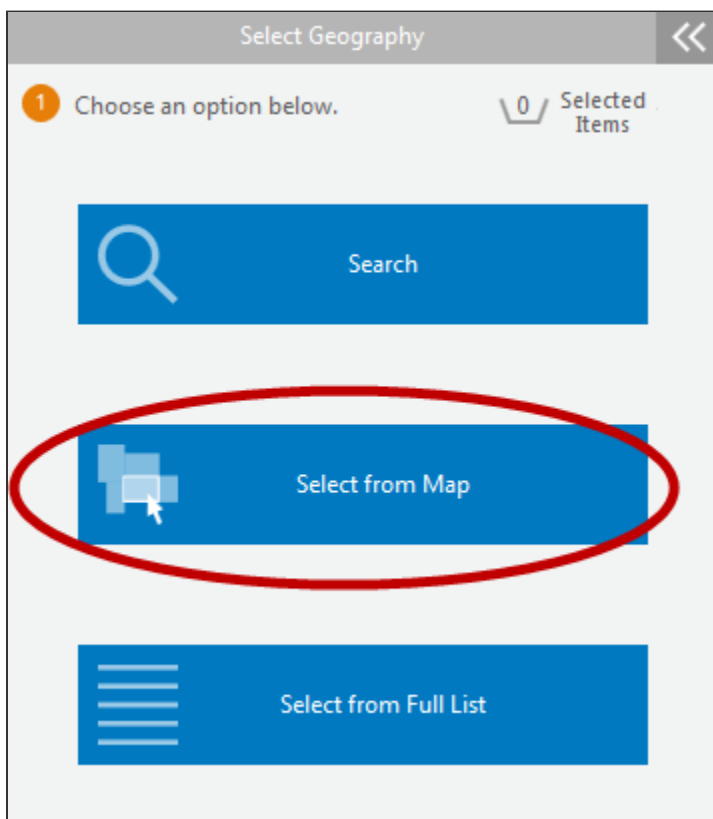 Select Geography
1 Choose an option below.
0 Selected
Items
Search
Select from Map
Select from Full List